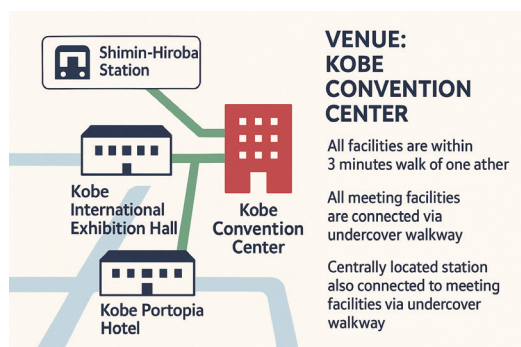 Shimin-Hiroba
Station
Kobe
International
Exhibition Hall
Kobe
Convention
Center
Kobe Portopia
Hotel
VENUE:
KOBE
CONVENTION
CENTER
All facilities are within
3 minutes walk of one ather
All meeting facilities
are connected via
undercover walkway
Centrally located station
also connected to meeting
facilities via undercover
walkway